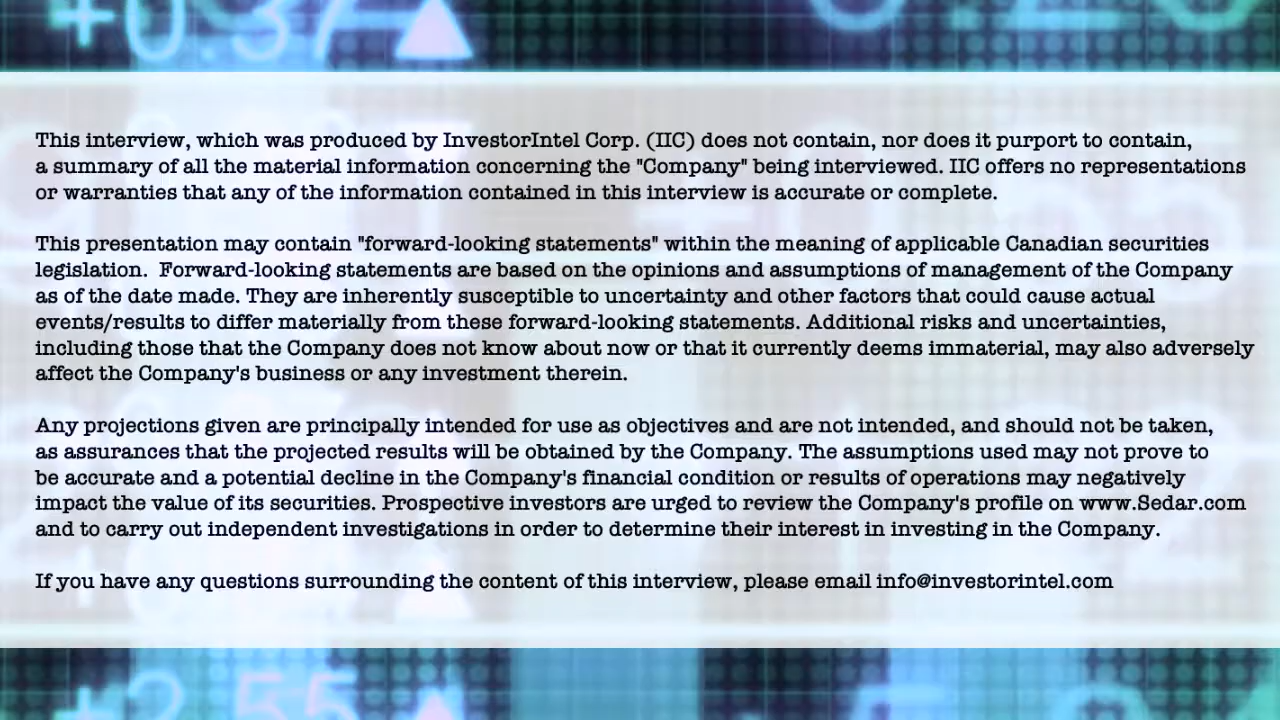 +0.37▲
This interview, which was produced by InvestorIntel Corp. (IIC) does not contain, nor does it purport to contain,
a summary of all the material information concerning the "Company" being interviewed. IIC offers no representations
or warranties that any of the information contained in this interview is accurate or complete.
This presentation may contain "forward-looking statements" within the meaning of applicable Canadian securities
legislation.  Forward-looking statements are based on the opinions and assumptions of management of the Company
as of the date made. They are inherently susceptible to uncertainty and other factors that could cause actual
events/results to differ materially from these forward-looking statements. Additional risks and uncertainties,
including those that the Company does not know about now or that it currently deems immaterial, may also adversely
affect the Company's business or any investment therein.
Any projections given are principally intended for use as objectives and are not intended, and should not be taken,
as assurances that the projected results will be obtained by the Company. The assumptions used may not prove to
be accurate and a potential decline in the Company's financial condition or results of operations may negatively
impact the value of its securities. Prospective investors are urged to review the Company's profile on www.Sedar.com
and to carry out independent investigations in order to determine their interest in investing in the Company.
If you have any questions surrounding the content of this interview, please email info@investorintel.com
+2.55▲